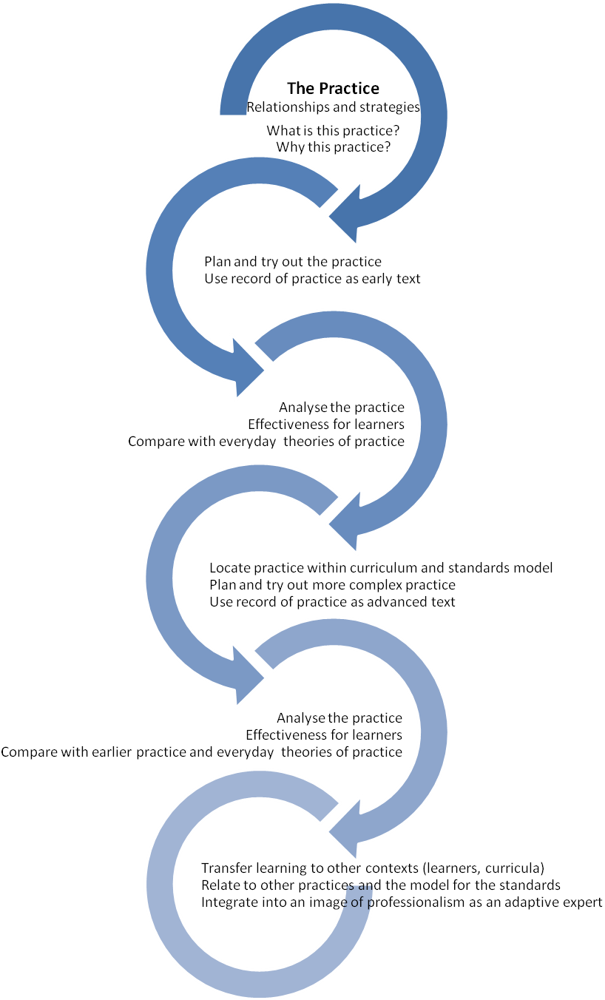 The Practice
Relationships and strategies
What is this practice?
Why this practice?
Plan and try out the practice
Use record of practice as early text
Analyse the practice
Effectiveness for learners
Compare with everyday theories of practice
Locate practice within curriculum and standards model
Plan and try out more complex practice
Use record of practice as advanced text
Analyse the practice
Effectiveness for learners
Compare with earlier practice and everyday theories of practice
Transfer learning to other contexts (learners, curricula)
Relate to other practices and the model for the standards
Integrate into an image of professionalism as an adaptive expert